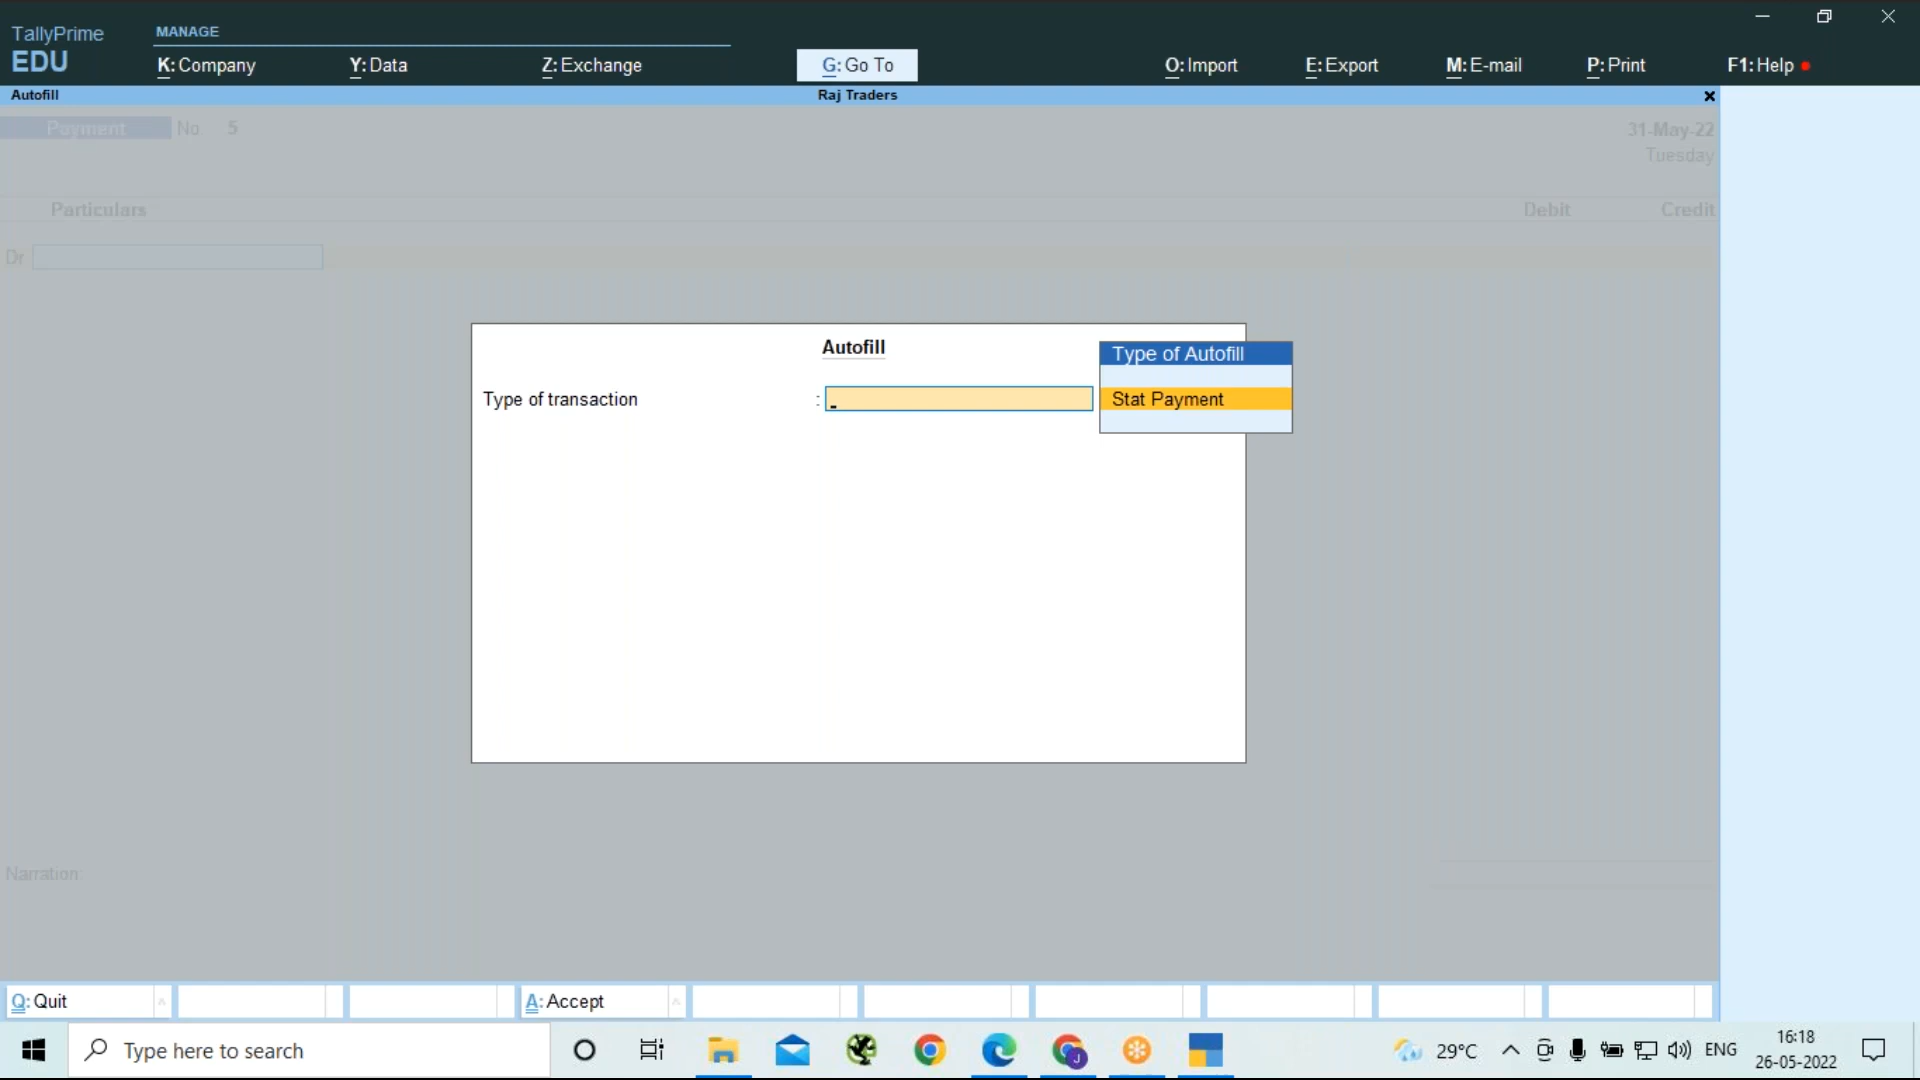 TallyPrime
EDU
MANAGE
K: Company
Y: Data
Z: Exchange
G: Go To
O: Import
E: Export
M: E-mail
P: Print
F1: Help
Autofill
Raj Traders
Payment No 5
31-May-22
Tuesday
Particulars
Debit
Credit
Dr
Autofill
Type of Autofill
Type of transaction :
Stat Payment
Narration:
Q: Quit
A: Accept
Type here to search
29°C
ENG
16:18
26-05-2022